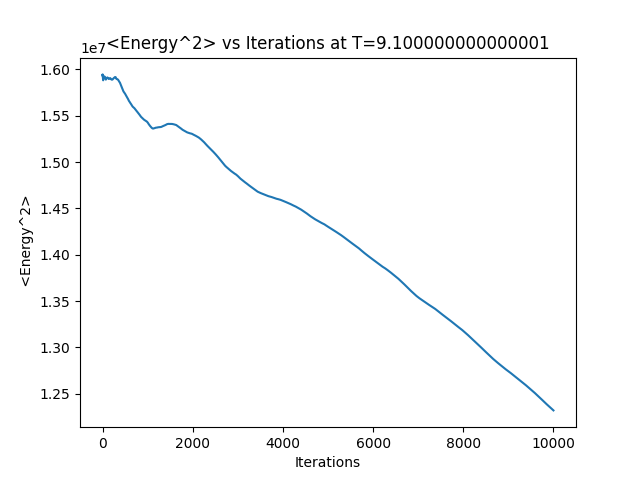 1e7
<Energy^2> vs Iterations at T=9.100000000000001
1.60
1.55
1.50
1.45
1.40
1.35
1.30
1.25
<Energy^2>
0 2000 4000 6000 8000 10000
Iterations